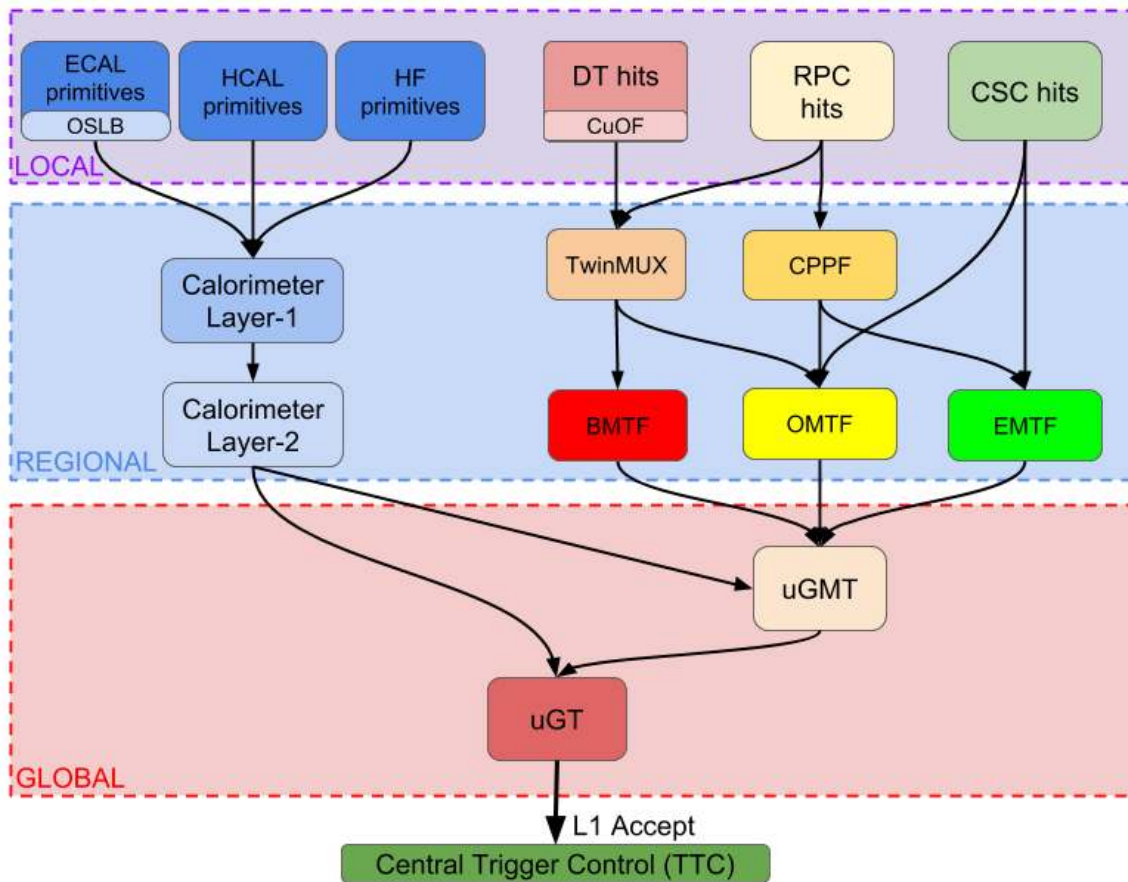 ECAL
primitives
OSLB
HCAL
primitives
HF
primitives
DT hits
CuOF
RPC
hits
CSC hits
LOCAL
TwinMUX
CPPF
Calorimeter
Layer-1
Calorimeter
Layer-2
BMTF
OMTF
EMTF
REGIONAL
uGMT
uGT
GLOBAL
L1 Accept
Central Trigger Control (TTC)